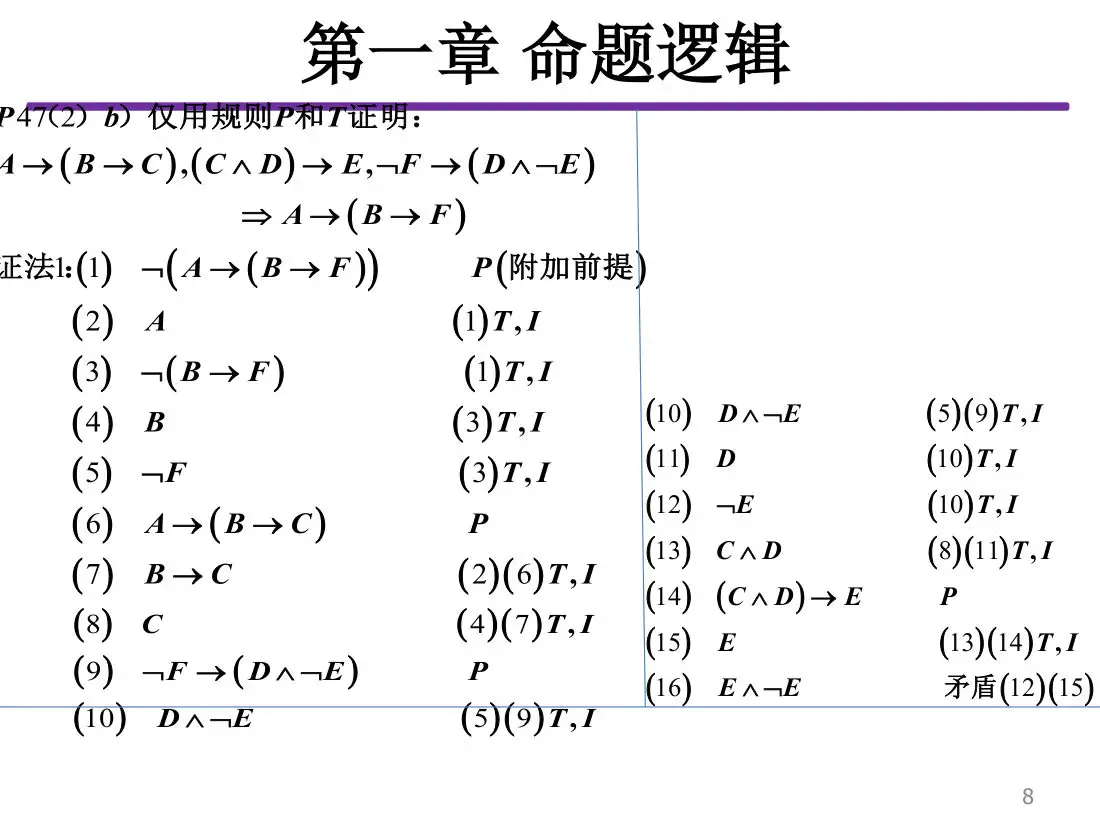 第一章 命题逻辑
P47(2) b) 仅用规则P和T证明:
A→(B→C),(C∧D)→E,¬F→(D∧¬E)
⇒A→(B→F)
证法1:(1) ¬(A→(B→F)) P(附加前提)
(2) A (1)T,I
(3) ¬(B→F) (1)T,I
(4) B (3)T,I
(5) ¬F (3)T,I
(6) A→(B→C) P
(7) B→C (2)(6)T,I
(8) C (4)(7)T,I
(9) ¬F→(D∧¬E) P
(10) D∧¬E (5)(9)T,I
(10) D∧¬E (5)(9)T,I
(11) D (10)T,I
(12) ¬E (10)T,I
(13) C∧D (8)(11)T,I
(14) (C∧D)→E P
(15) E (13)(14)T,I
(16) E∧¬E 矛盾(12)(15)
8